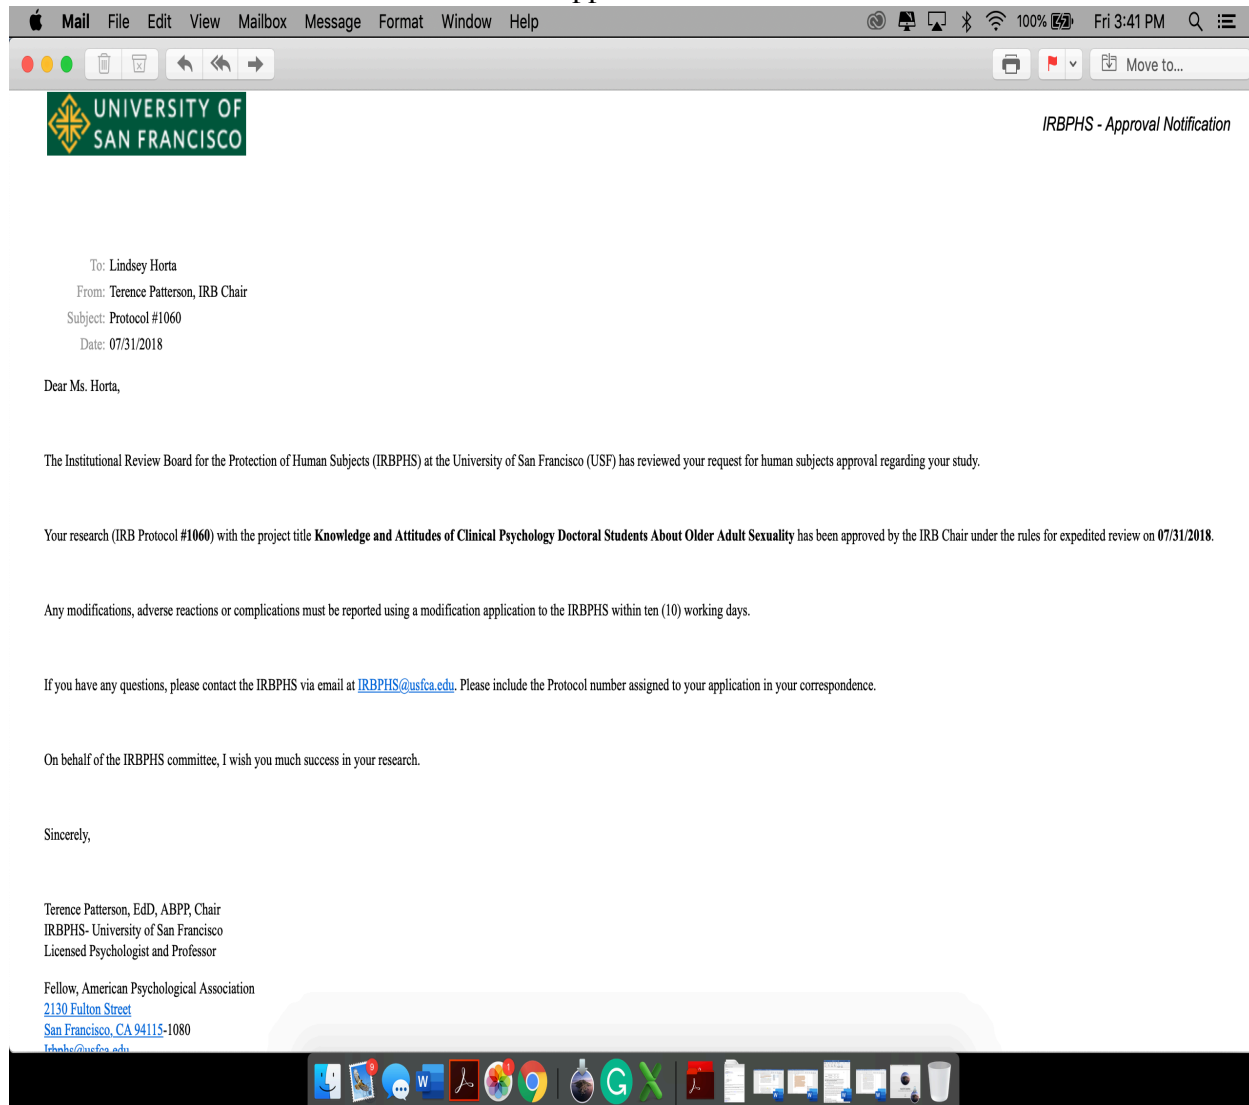 Mail File Edit View Mailbox Message Format Window Help 100% Fri 3:41 PM
Move to...
UNIVERSITY OF
SAN FRANCISCO
IRBPHS - Approval Notification
To: Lindsey Horta
From: Terence Patterson, IRB Chair
Subject: Protocol #1060
Date: 07/31/2018
Dear Ms. Horta,
The Institutional Review Board for the Protection of Human Subjects (IRBPHS) at the University of San Francisco (USF) has reviewed your request for human subjects approval regarding your study.
Your research (IRB Protocol #1060) with the project title Knowledge and Attitudes of Clinical Psychology Doctoral Students About Older Adult Sexuality has been approved by the IRB Chair under the rules for expedited review on 07/31/2018.
Any modifications, adverse reactions or complications must be reported using a modification application to the IRBPHS within ten (10) working days.
If you have any questions, please contact the IRBPHS via email at IRBPHS@usfca.edu. Please include the Protocol number assigned to your application in your correspondence.
On behalf of the IRBPHS committee, I wish you much success in your research.
Sincerely,
Terence Patterson, EdD, ABPP, Chair
IRBPHS- University of San Francisco
Licensed Psychologist and Professor
Fellow, American Psychological Association
2130 Fulton Street
San Francisco, CA 94115-1080
Irbphs@usfca.edu